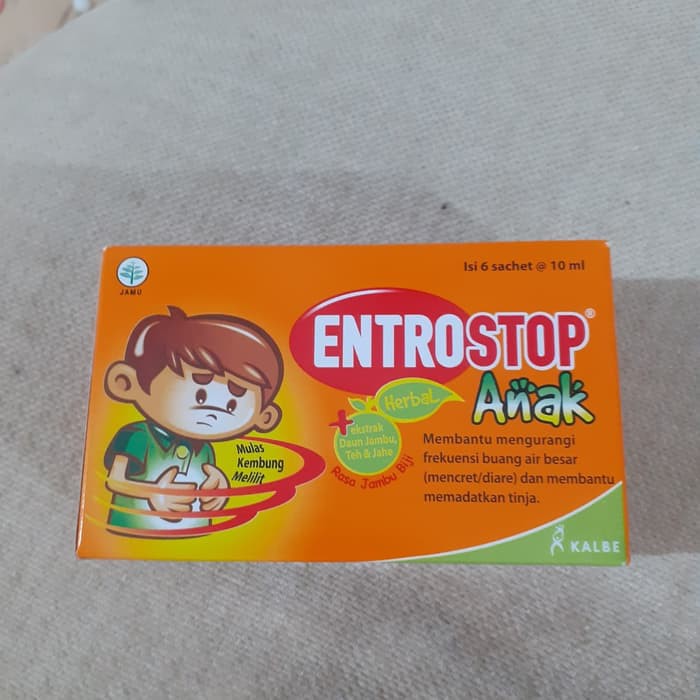 JAMU
Isi 6 sachet @ 10 ml
ENTROSTOP®
Anak
Herbal
+ ekstrak
Daun Jambu,
Teh & Jahe
Rasa Jambu Biji
Mulas
Kembung
Melilit
Membantu mengurangi
frekuensi buang air besar
(mencret/diare) dan membantu
memadatkan tinja.
KALBE